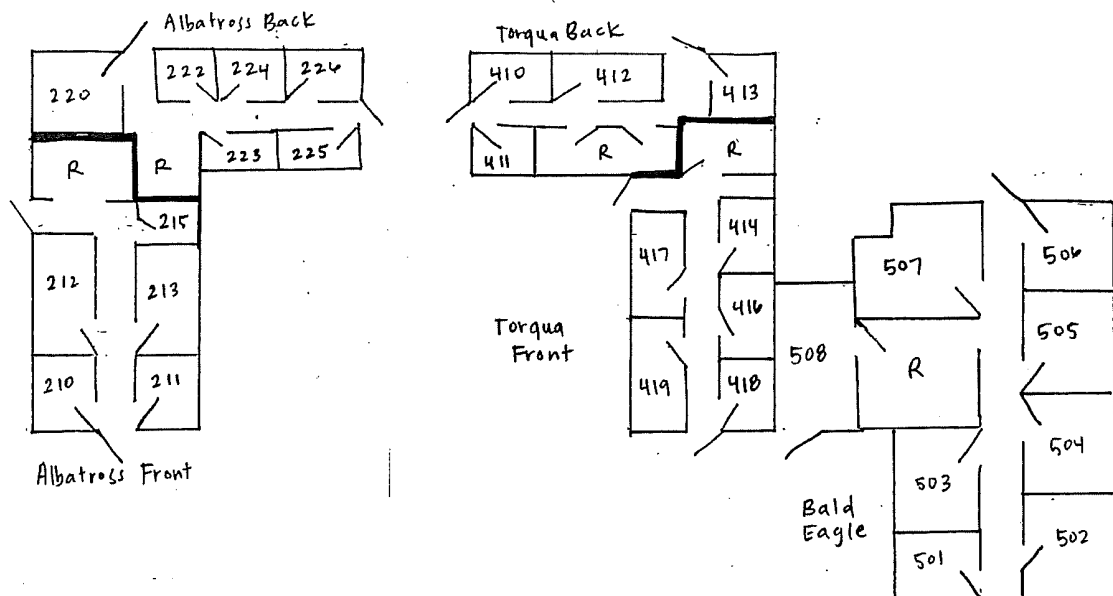 Albatross Back
220
222
224
226
R
R
223
225
215
212
213
210
211
Albatross Front
Torqua Back
410
412
413
411
R
R
417
414
416
419
418
Torqua
Front
508
507
506
505
R
504
503
502
501
Bald
Eagle